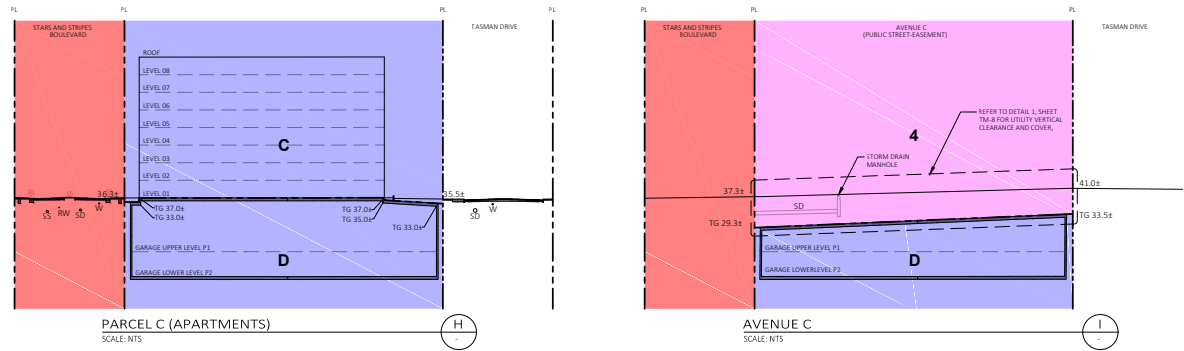 PL
PL
PL
PL
STARS AND STRIPES
BOULEVARD
TASMAN DRIVE
ROOF
LEVEL 08
LEVEL 07
LEVEL 06
LEVEL 05
LEVEL 04
LEVEL 03
LEVEL 02
LEVEL 01
C
36.3±
35.5±
SS
RW
SD
W
TG 37.0±
TG 33.0±
TG 37.0±
TG 35.0±
TG 33.0±
SD
W
GARAGE UPPER LEVEL P1
D
GARAGE LOWER LEVEL P2
PARCEL C (APARTMENTS)
SCALE: NTS
H
-
PL
PL
PL
STARS AND STRIPES
BOULEVARD
AVENUE C
(PUBLIC STREET-EASEMENT)
TASMAN DRIVE
REFER TO DETAIL 1, SHEET
TM-8 FOR UTILITY VERTICAL
CLEARANCE AND COVER,
4
STORM DRAIN
MANHOLE
37.3±
41.0±
SD
TG 29.3±
TG 33.5±
GARAGE UPPER LEVEL P1
D
GARAGE LOWERLEVEL P2
AVENUE C
SCALE: NTS
I
-